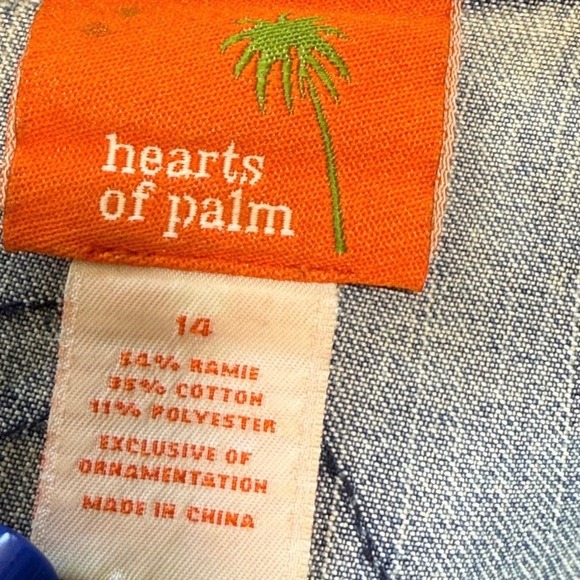 hearts
of palm
14
54% RAMIE
35% COTTON
11% POLYESTER
EXCLUSIVE OF
ORNAMENTATION
MADE IN CHINA